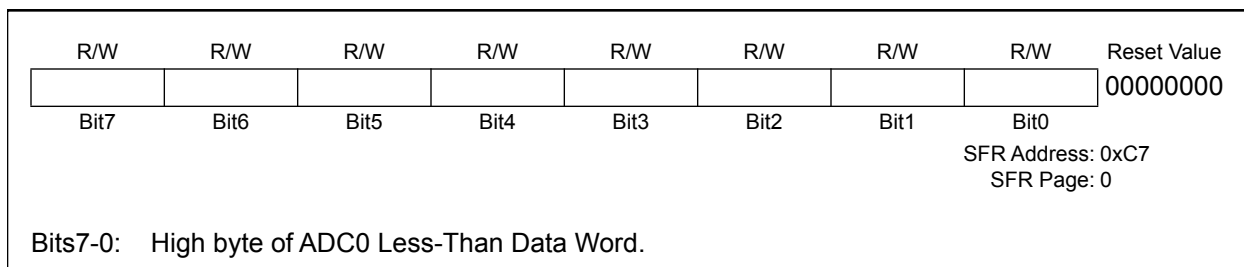 R/W R/W R/W R/W R/W R/W R/W R/W Reset Value
00000000
Bit7 Bit6 Bit5 Bit4 Bit3 Bit2 Bit1 Bit0
SFR Address: 0xC7
SFR Page: 0
Bits7-0: High byte of ADC0 Less-Than Data Word.